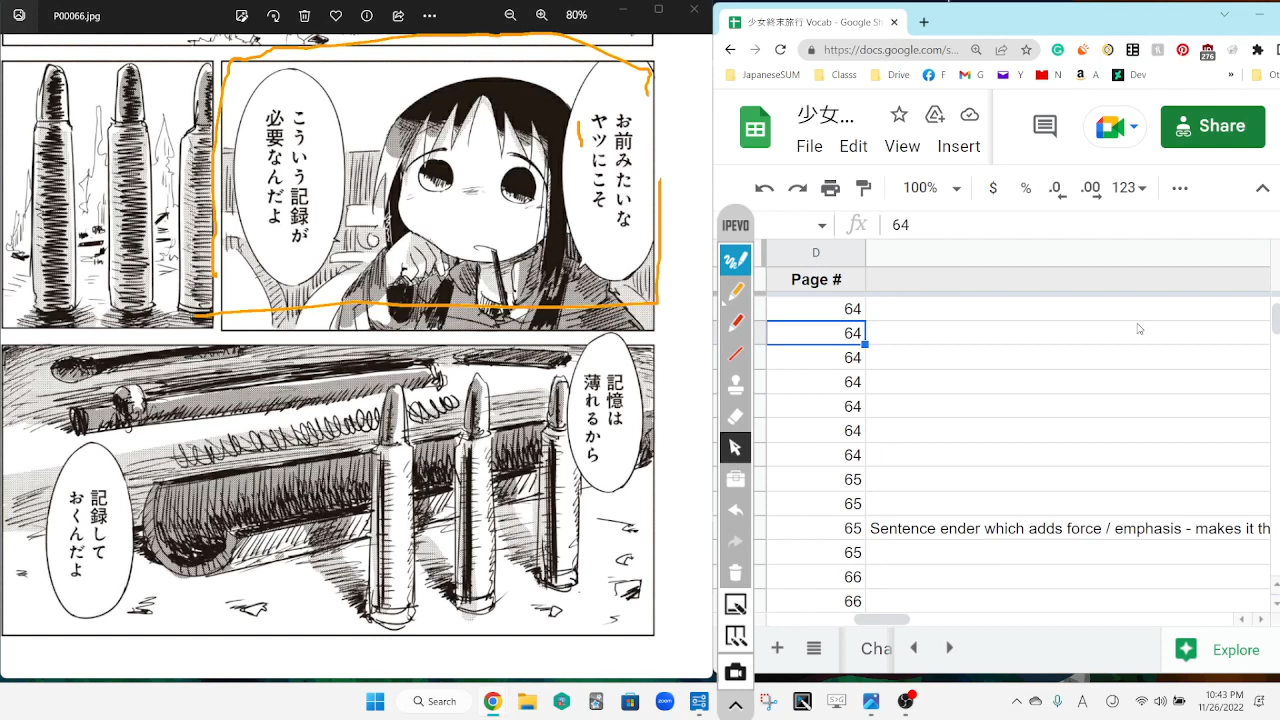 P00066.jpg
80%
お前みたいな
ヤツにこそ
こういう記録が
必要なんだよ
記憶は
薄れるから
記録して
おくんだよ
少女終末旅行 Vocab - Google Sh
https://docs.google.com/s...
276
JapaneseSUM
Classs
Drive
F
G
Y
N
A
Dev
»
Ot
少女...
Share
File
Edit
View
Insert
100%
$
%
.0
.00
123
IPEVO
fx
64
D
Page #
64
64
64
64
64
64
64
65
65
65 Sentence ender which adds force / emphasis - makes it th
65
66
66
Cha
Explore
Search
zoom
A
10:43 PM
11/26/2022